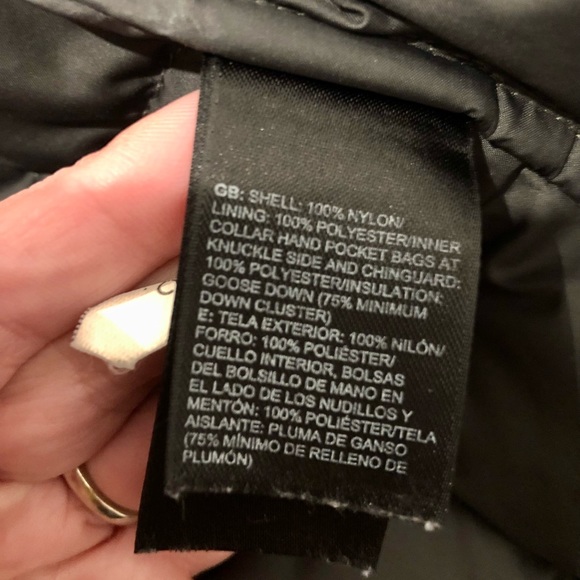 GB: SHELL: 100% NYLON/
LINING: 100% POLYESTER/INNER
COLLAR HAND POCKET BAGS AT
KNUCKLE SIDE AND CHINGUARD:
100% POLYESTER/INSULATION:
GOOSE DOWN (75% MINIMUM
DOWN CLUSTER)
E: TELA EXTERIOR: 100% NILÓN/
FORRO: 100% POLIÉSTER/
CUELLO INTERIOR, BOLSAS
DEL BOLSILLO DE MANO EN
EL LADO DE LOS NUDILLOS Y
MENTÓN: 100% POLIÉSTER/TELA
AISLANTE: PLUMA DE GANSO
(75% MÍNIMO DE RELLENO DE
PLUMÓN)